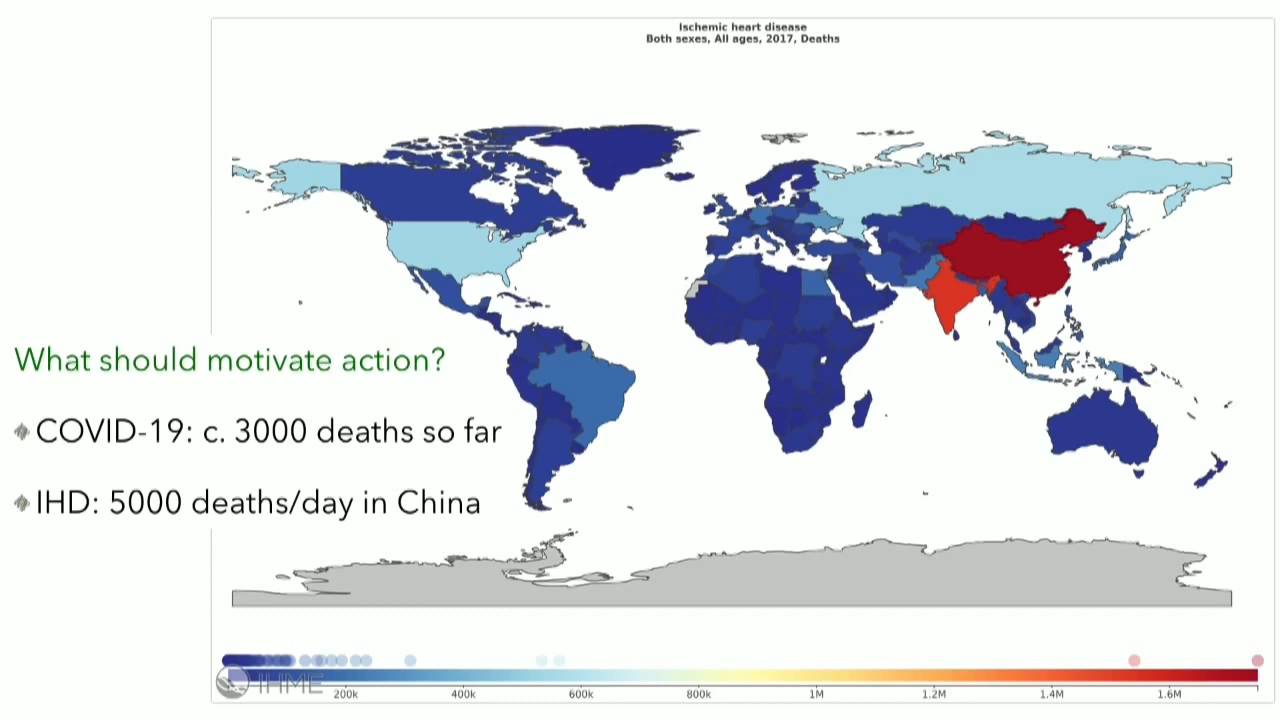 Ischemic heart disease
Both sexes, All ages, 2017, Deaths
What should motivate action?
COVID-19: c. 3000 deaths so far
IHD: 5000 deaths/day in China
IHME
200k 400k 600k 800k 1M 1.2M 1.4M 1.6M